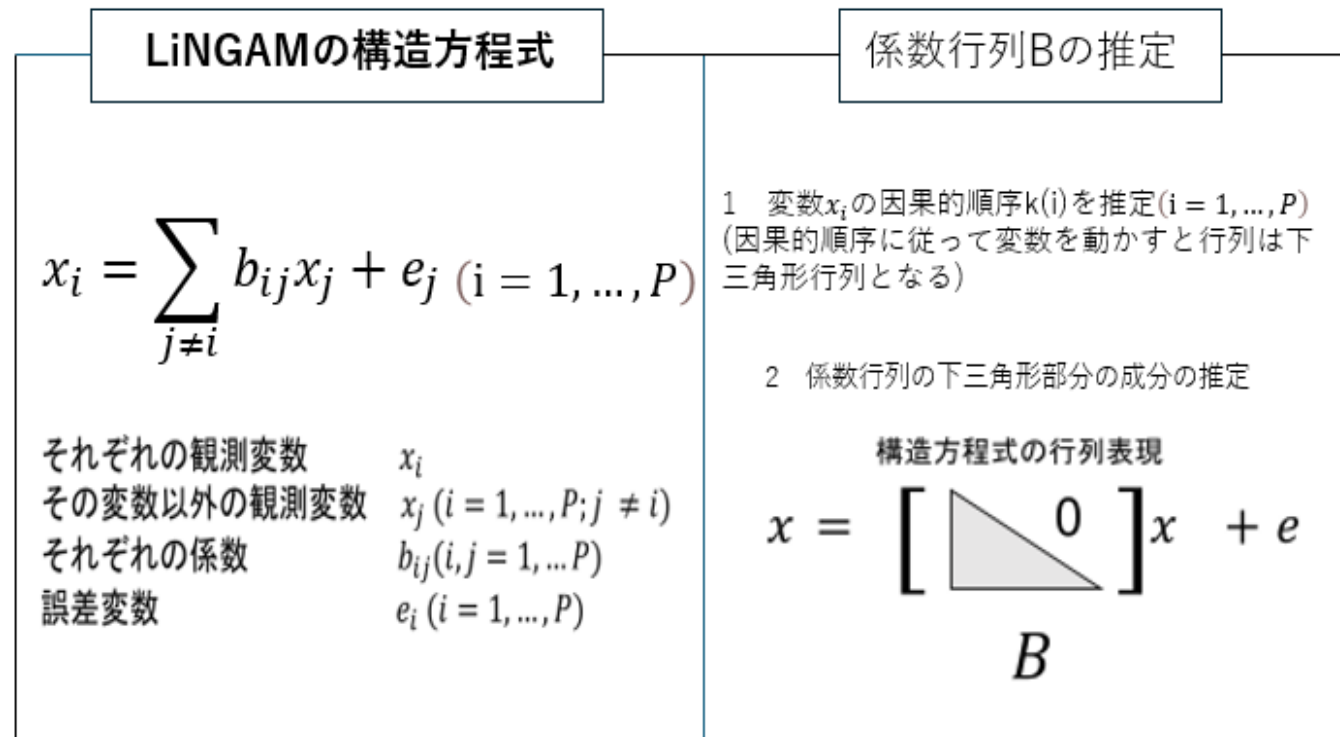 LiNGAMの構造方程式
x_i = ∑_{j≠i} b_{ij}x_j + e_j (i = 1, ..., P)
それぞれの観測変数 x_i
その変数以外の観測変数 x_j (i = 1, ..., P; j ≠ i)
それぞれの係数 b_{ij}(i, j = 1, ... P)
誤差変数 e_i (i = 1, ..., P)
係数行列Bの推定
1 変数x_iの因果的順序k(i)を推定(i = 1, ..., P)
(因果的順序に従って変数を動かすと行列は下
三角形行列となる)
2 係数行列の下三角形部分の成分の推定
構造方程式の行列表現
x = [ 0 ]x + e
B